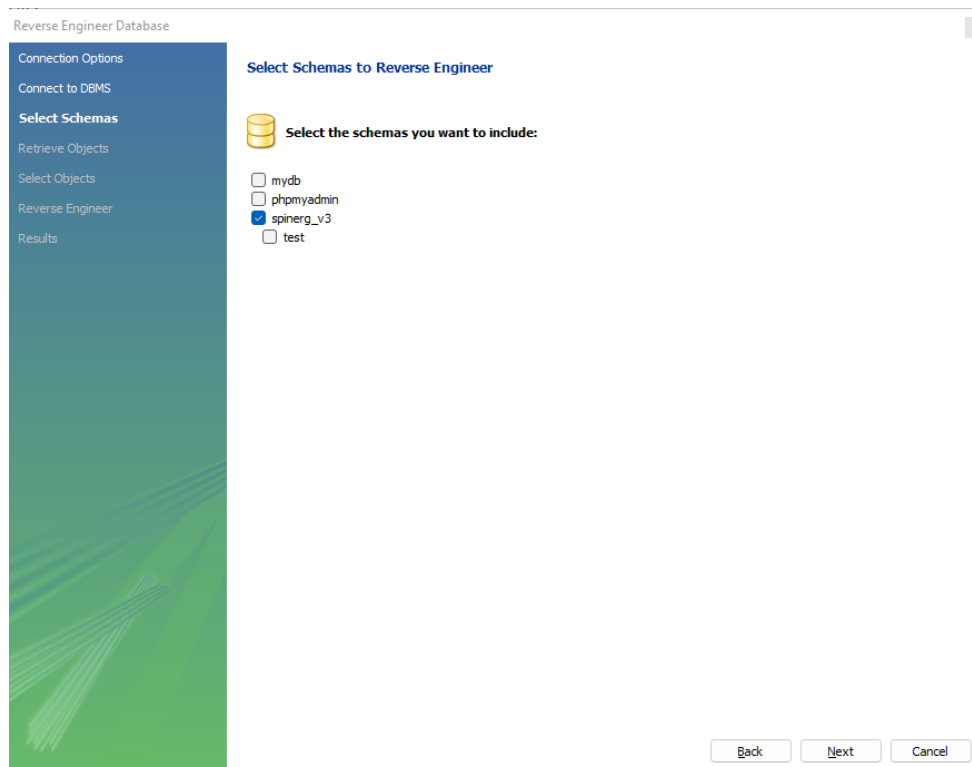 Reverse Engineer Database
Connection Options
Connect to DBMS
Select Schemas
Retrieve Objects
Select Objects
Reverse Engineer
Results
Select Schemas to Reverse Engineer
Select the schemas you want to include:
mydb
phpmyadmin
spinerg_v3
test
Back
Next
Cancel